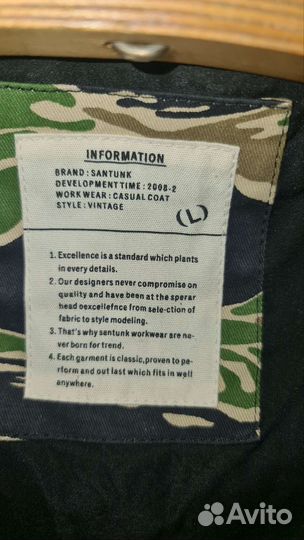 INFORMATION
BRAND : SANTUNK
DEVELOPMENT TIME : 2008-2
WORK WEAR : CASUAL COAT
STYLE : VINTAGE
(L)
1. Excellence is a standard which plants
in every details.
2. Our designers never compromise on
quality and have been at the sperar
head oexcellefnce from sele-ction of
fabric to style modeling.
3. That's why santunk workwear are ne-
ver born for trend.
4. Each garment is classic,proven to pe-
rform and out last which fits in well
anywhere.
Avito